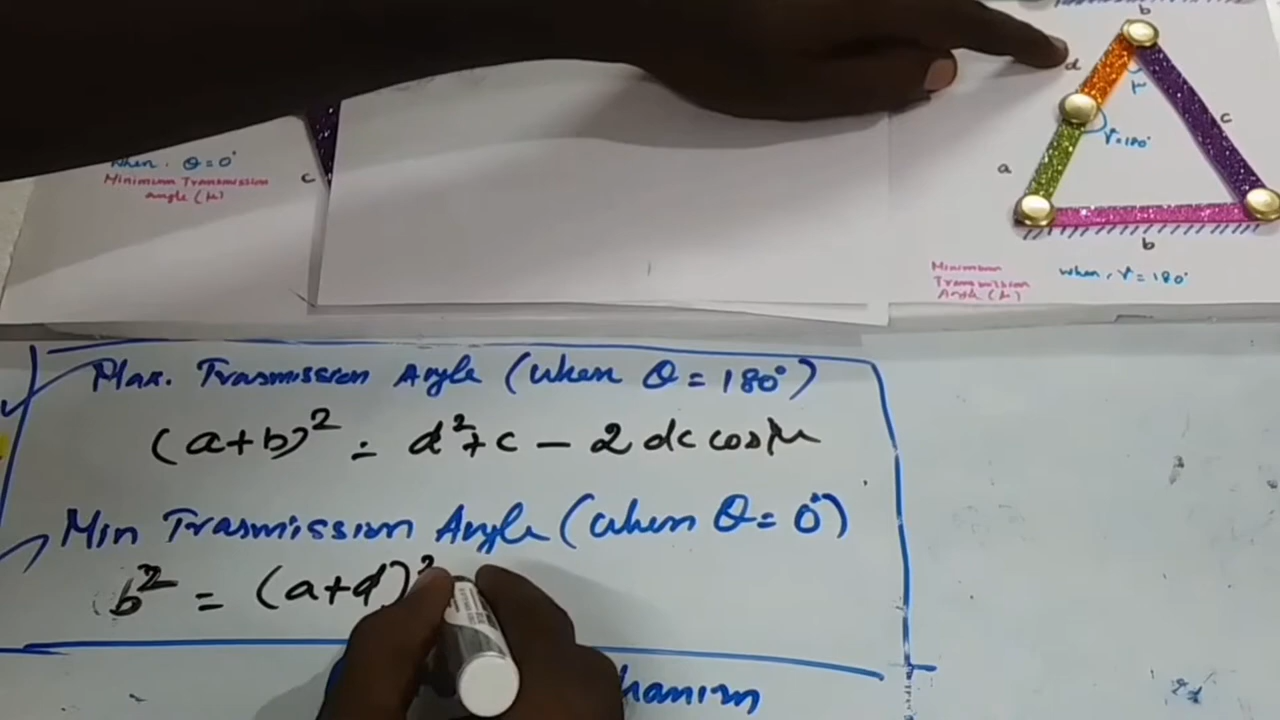 b
d
μ
c
γ=180°
a
b
when, θ=0°
Minimum Transmission
angle (μ)
c
Minimum
Transmission
Angle (μ)
when, γ=180°
Max. Trasmission Angle (when θ=180°)
(a+b)² = d²+c - 2dc cosμ
Min Trasmission Angle (when θ=0°)
b² = (a+d)²
hanism